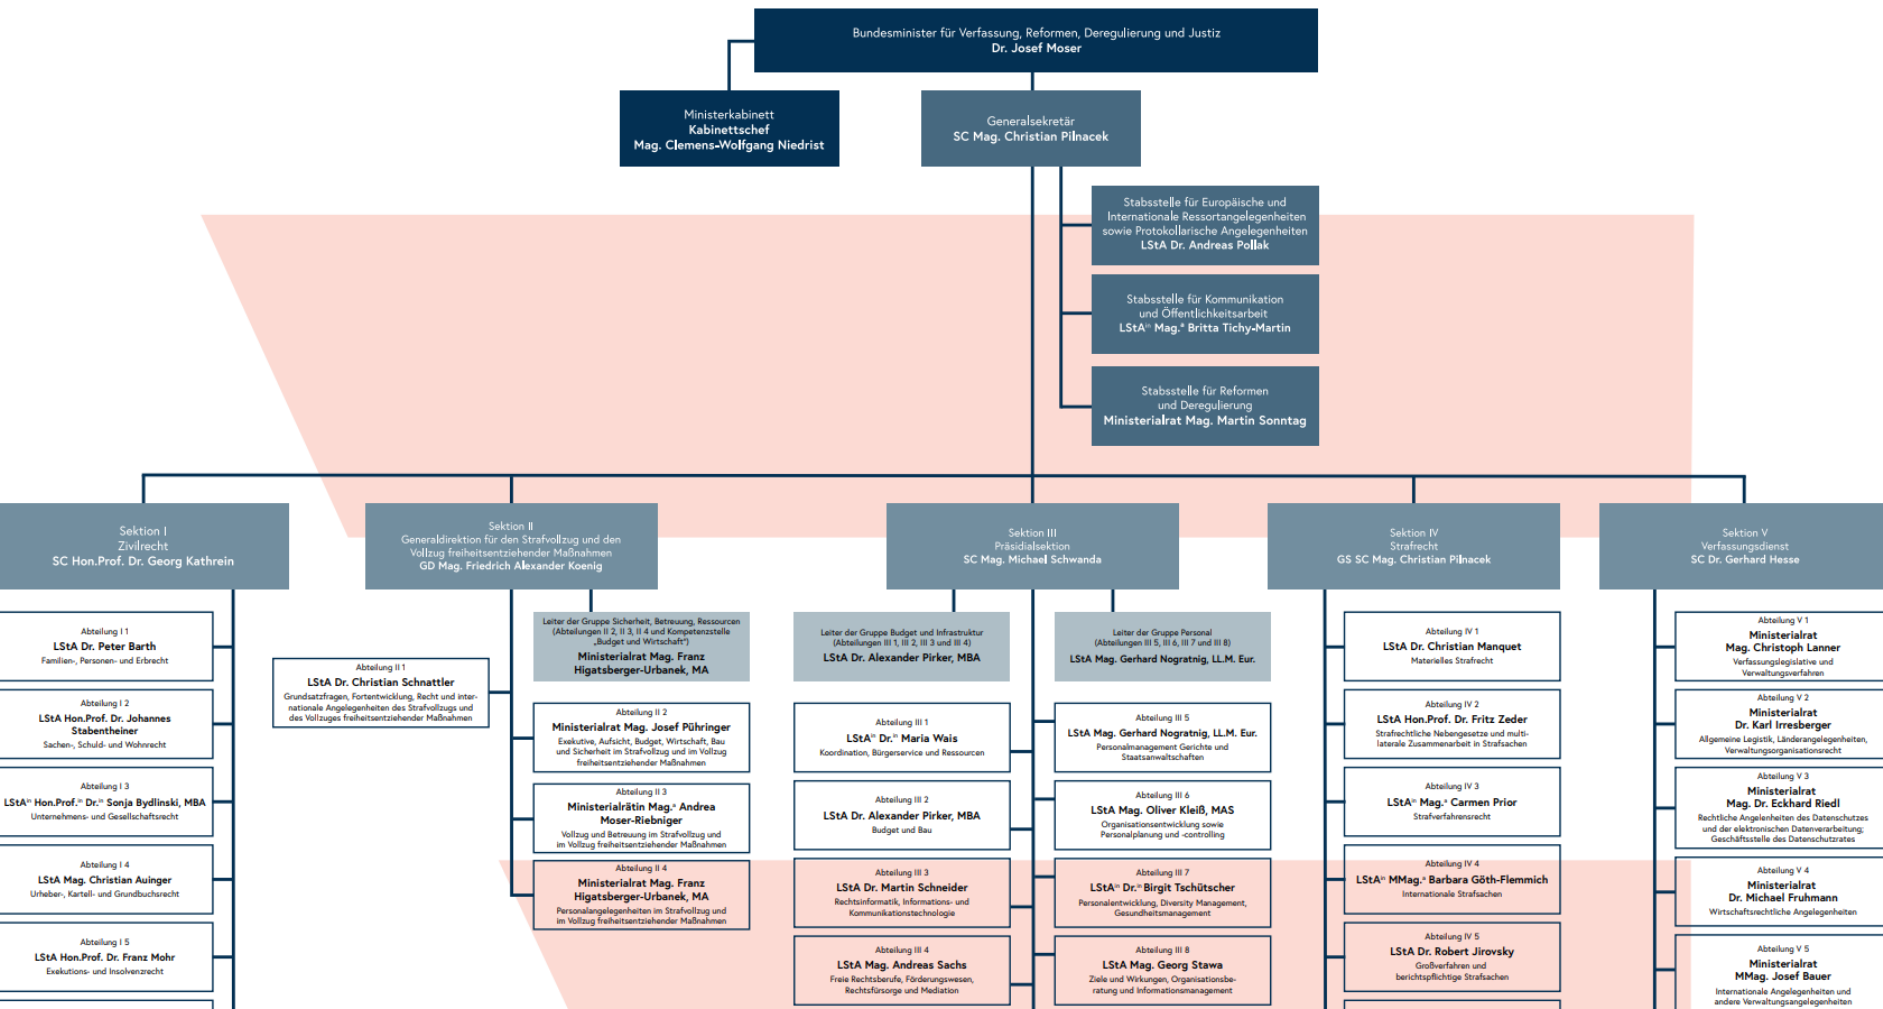 Bundesminister für Verfassung, Reformen, Deregulierung und Justiz
Dr. Josef Moser
Ministerkabinett
Kabinettschef
Mag. Clemens-Wolfgang Niedrist
Generalsekretär
SC Mag. Christian Pilnacek
Stabsstelle für Europäische und
Internationale Ressortangelegenheiten
sowie Protokollarische Angelegenheiten
LStA Dr. Andreas Pollak
Stabsstelle für Kommunikation
und Öffentlichkeitsarbeit
LStAⁱⁿ Mag.ª Britta Tichy-Martin
Stabsstelle für Reformen
und Deregulierung
Ministerialrat Mag. Martin Sonntag
Sektion I
Zivilrecht
SC Hon.Prof. Dr. Georg Kathrein
Abteilung I 1
LStA Dr. Peter Barth
Familien-, Personen- und Erbrecht
Abteilung I 2
LStA Hon.Prof. Dr. Johannes
Stabentheiner
Sachen-, Schuld- und Wohnrecht
Abteilung I 3
LStAⁱⁿ Hon.Prof.ⁱⁿ Dr.ⁱⁿ Sonja Bydlinski, MBA
Unternehmens- und Gesellschaftsrecht
Abteilung I 4
LStA Mag. Christian Auinger
Urheber-, Kartell- und Grundbuchsrecht
Abteilung I 5
LStA Hon.Prof. Dr. Franz Mohr
Exekutions- und Insolvenzrecht
Sektion II
Generaldirektion für den Strafvollzug und den
Vollzug freiheitsentziehender Maßnahmen
GD Mag. Friedrich Alexander Koenig
Abteilung II 1
LStA Dr. Christian Schnattler
Grundsatzfragen, Fortentwicklung, Recht und inter-
nationale Angelegenheiten des Strafvollzugs und
des Vollzuges freiheitsentziehender Maßnahmen
Leiter der Gruppe Sicherheit, Betreuung, Ressourcen
(Abteilungen II 2, II 3, II 4 und Kompetenzstelle
„Budget und Wirtschaft“)
Ministerialrat Mag. Franz
Higatsberger-Urbanek, MA
Abteilung II 2
Ministerialrat Mag. Josef Pühringer
Exekutive, Aufsicht, Budget, Wirtschaft, Bau
und Sicherheit im Strafvollzug und im Vollzug
freiheitsentziehender Maßnahmen
Abteilung II 3
Ministerialrätin Mag.ª Andrea
Moser-Riebniger
Vollzug und Betreuung im Strafvollzug und
im Vollzug freiheitsentziehender Maßnahmen
Abteilung II 4
Ministerialrat Mag. Franz
Higatsberger-Urbanek, MA
Personalangelegenheiten im Strafvollzug und
im Vollzug freiheitsentziehender Maßnahmen
Sektion III
Präsidialsektion
SC Mag. Michael Schwanda
Leiter der Gruppe Budget und Infrastruktur
(Abteilungen III 1, III 2, III 3 und III 4)
LStA Dr. Alexander Pirker, MBA
Abteilung III 1
LStAⁱⁿ Dr.ⁱⁿ Maria Wais
Koordination, Bürgerservice und Ressourcen
Abteilung III 2
LStA Dr. Alexander Pirker, MBA
Budget und Bau
Abteilung III 3
LStA Dr. Martin Schneider
Rechtsinformatik, Informations- und
Kommunikationstechnologie
Abteilung III 4
LStA Mag. Andreas Sachs
Freie Rechtsberufe, Förderungswesen,
Rechtsfürsorge und Mediation
Leiter der Gruppe Personal
(Abteilungen III 5, III 6, III 7 und III 8)
LStA Mag. Gerhard Nogratnig, LL.M. Eur.
Abteilung III 5
LStA Mag. Gerhard Nogratnig, LL.M. Eur.
Personalmanagement Gerichte und
Staatsanwaltschaften
Abteilung III 6
LStA Mag. Oliver Kleiß, MAS
Organisationsentwicklung sowie
Personalplanung und -controlling
Abteilung III 7
LStAⁱⁿ Dr.ⁱⁿ Birgit Tschütscher
Personalentwicklung, Diversity Management,
Gesundheitsmanagement
Abteilung III 8
LStA Mag. Georg Stawa
Ziele und Wirkungen, Organisationsbe-
ratung und Informationsmanagement
Sektion IV
Strafrecht
GS SC Mag. Christian Pilnacek
Abteilung IV 1
LStA Dr. Christian Manquet
Materielles Strafrecht
Abteilung IV 2
LStA Hon.Prof. Dr. Fritz Zeder
Strafrechtliche Nebengesetze und multi-
laterale Zusammenarbeit in Strafsachen
Abteilung IV 3
LStAⁱⁿ Mag.ª Carmen Prior
Strafverfahrensrecht
Abteilung IV 4
LStAⁱⁿ MMag.ª Barbara Göth-Flemmich
Internationale Strafsachen
Abteilung IV 5
LStA Dr. Robert Jirovsky
Großverfahren und
berichtspflichtige Strafsachen
Sektion V
Verfassungsdienst
SC Dr. Gerhard Hesse
Abteilung V 1
Ministerialrat
Mag. Christoph Lanner
Verfassungslegislative und
Verwaltungsverfahren
Abteilung V 2
Ministerialrat
Dr. Karl Irresberger
Allgemeine Legistik, Länderangelegenheiten,
Verwaltungsorganisationsrecht
Abteilung V 3
Ministerialrat
Mag. Dr. Eckhard Riedl
Rechtliche Angelenheiten des Datenschutzes
und der elektronischen Datenverarbeitung;
Geschäftsstelle des Datenschutzrates
Abteilung V 4
Ministerialrat
Dr. Michael Fruhmann
Wirtschaftsrechtliche Angelegenheiten
Abteilung V 5
Ministerialrat
MMag. Josef Bauer
Internationale Angelegenheiten und
andere Verwaltungsangelegenheiten